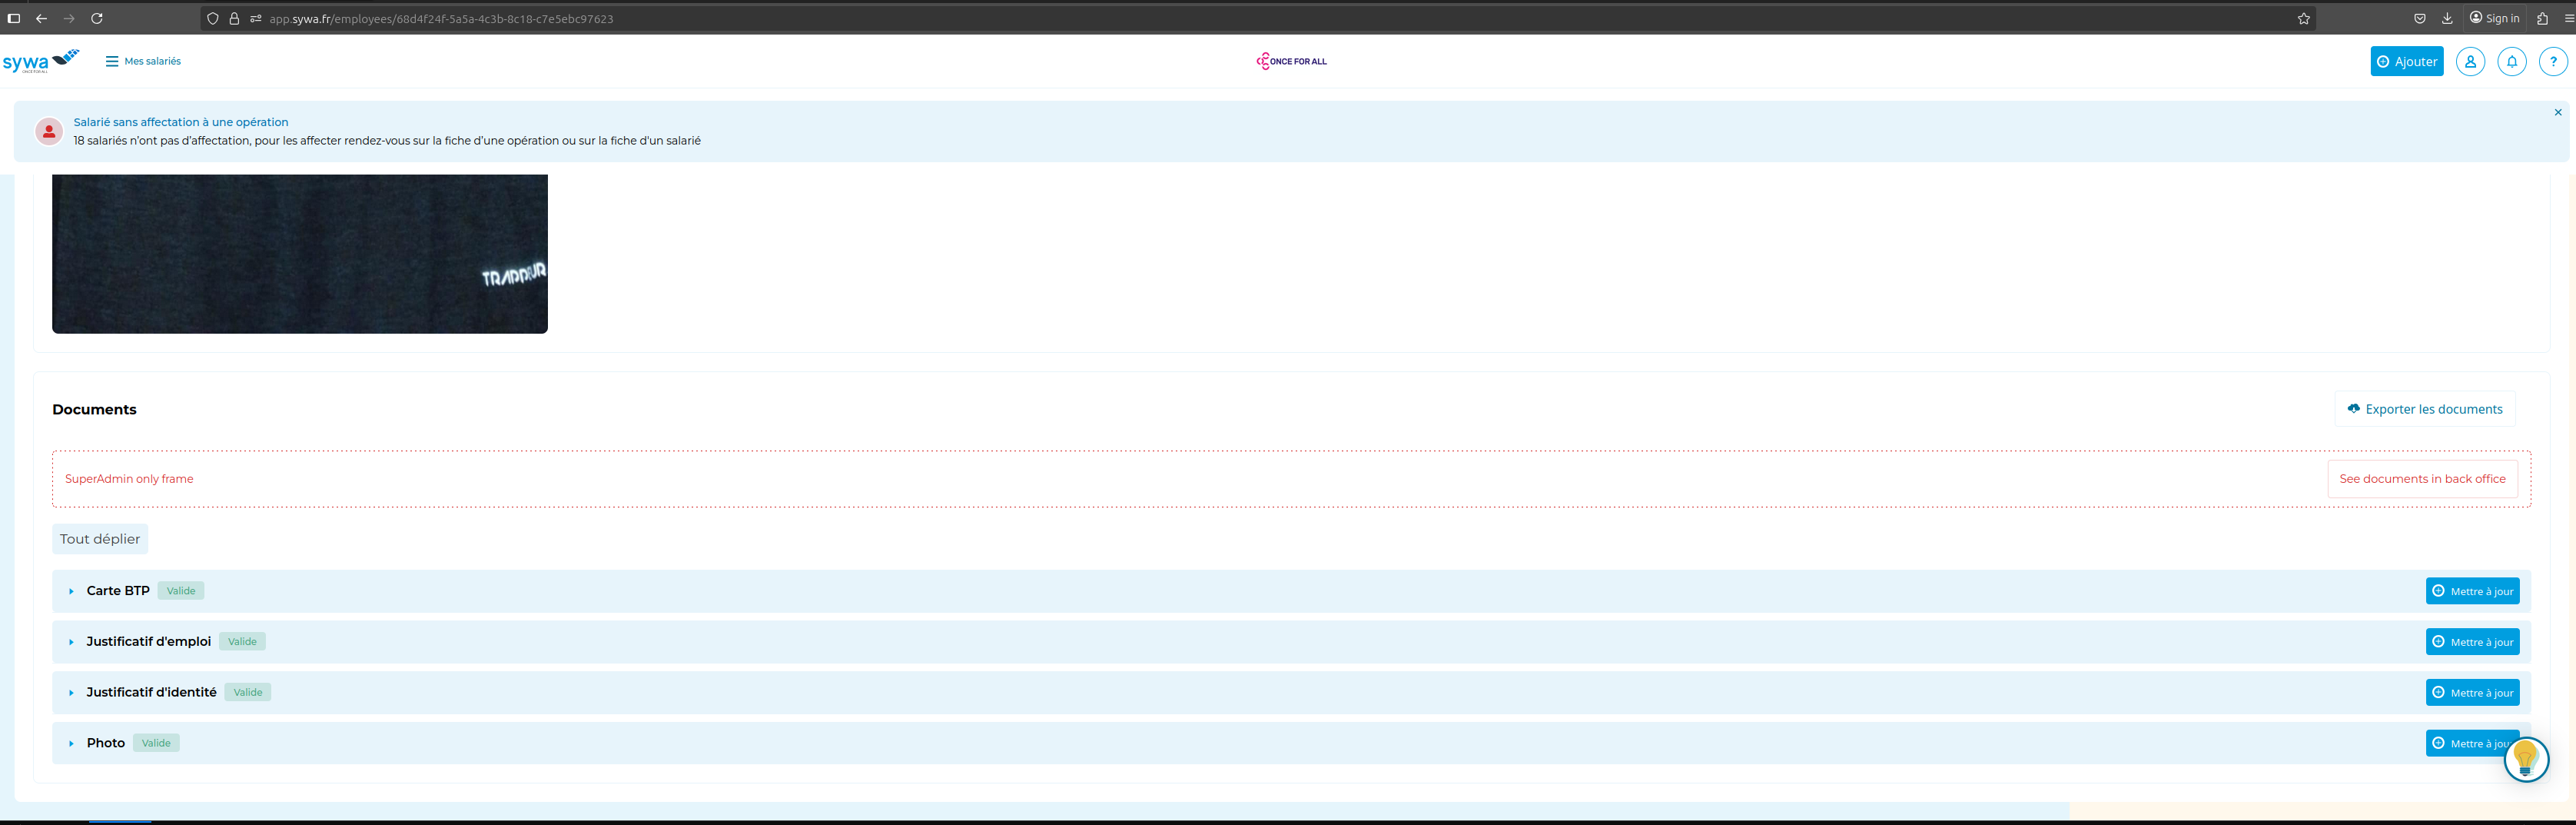 app.sywa.fr/employees/68d4f24f-5a5a-4c3b-8c18-c7e5ebc97623
Sign in
sywa
ONCE FOR ALL
Mes salariés
ONCE FOR ALL
Ajouter
?
Salarié sans affectation à une opération
18 salariés n'ont pas d'affectation, pour les affecter rendez-vous sur la fiche d'une opération ou sur la fiche d'un salarié
Documents
Exporter les documents
SuperAdmin only frame
See documents in back office
Tout déplier
Carte BTP Valide
Mettre à jour
Justificatif d'emploi Valide
Mettre à jour
Justificatif d'identité Valide
Mettre à jour
Photo Valide
Mettre à jou